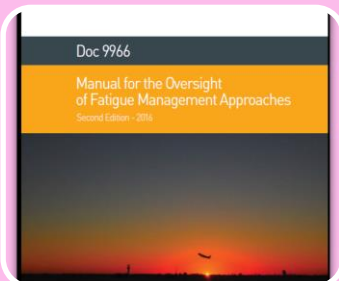 Doc 9966
Manual for the Oversight
of Fatigue Management Approaches
Second Edition - 2016